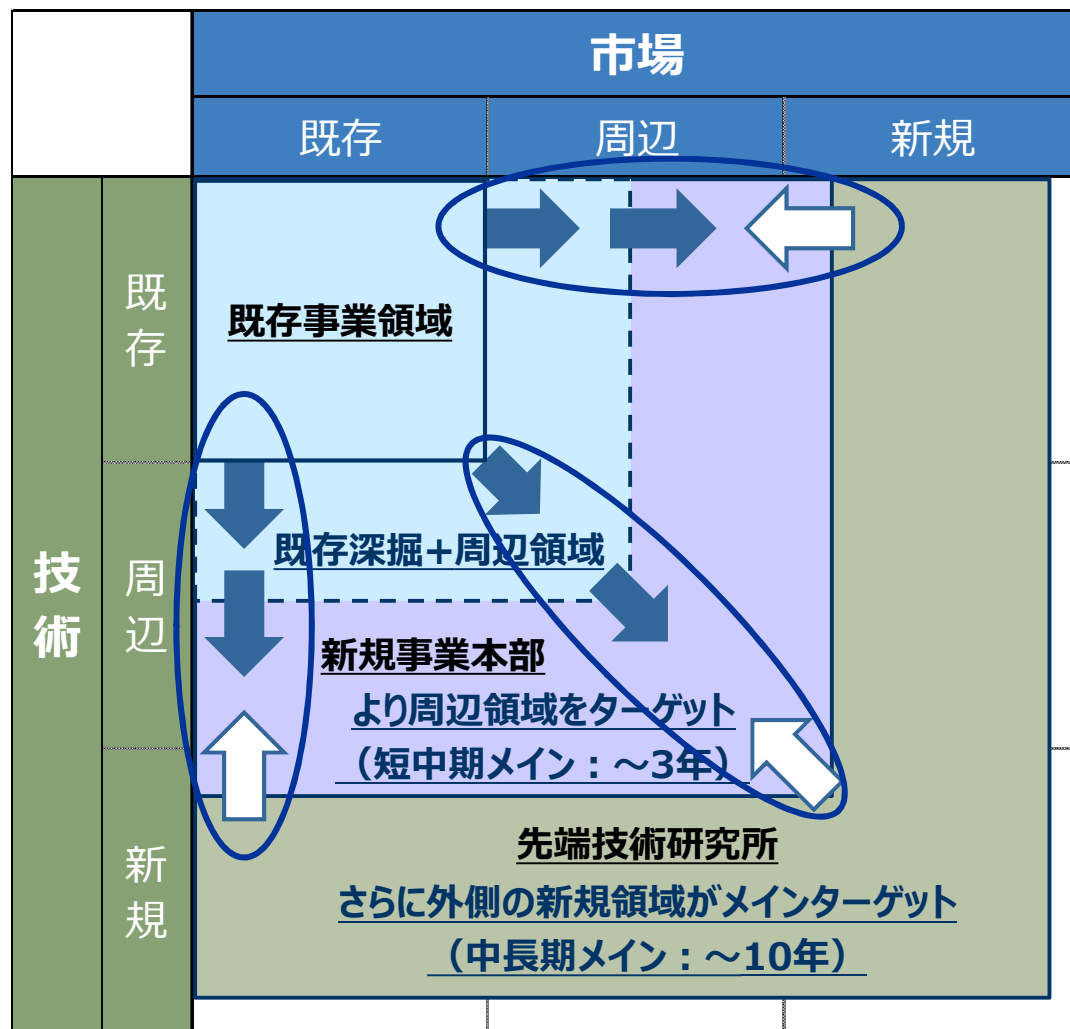 市場
既存
周辺
新規
技術
既存
周辺
新規
既存事業領域
既存深掘+周辺領域
新規事業本部
より周辺領域をターゲット
（短中期メイン：～3年）
先端技術研究所
さらに外側の新規領域がメインターゲット
（中長期メイン：～10年）